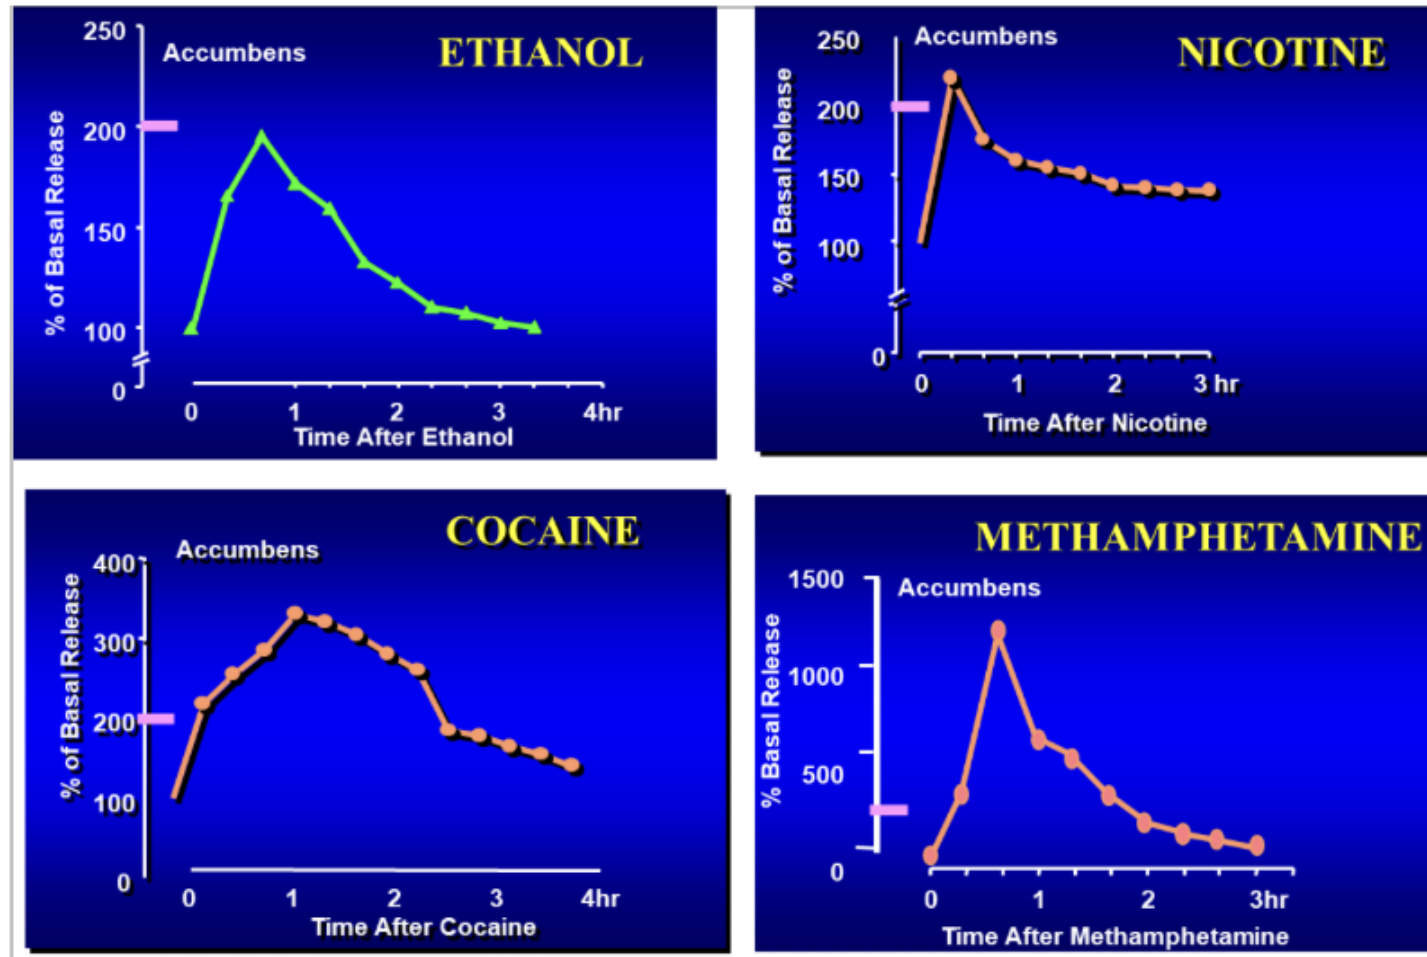 ETHANOL
Accumbens
% of Basal Release
250
200
150
100
0
0 1 2 3 4hr
Time After Ethanol
NICOTINE
Accumbens
% of Basal Release
250
200
150
100
0
0 1 2 3 hr
Time After Nicotine
COCAINE
Accumbens
% of Basal Release
400
300
200
100
0
0 1 2 3 4hr
Time After Cocaine
METHAMPHETAMINE
Accumbens
% Basal Release
1500
1000
500
0
0 1 2 3hr
Time After Methamphetamine